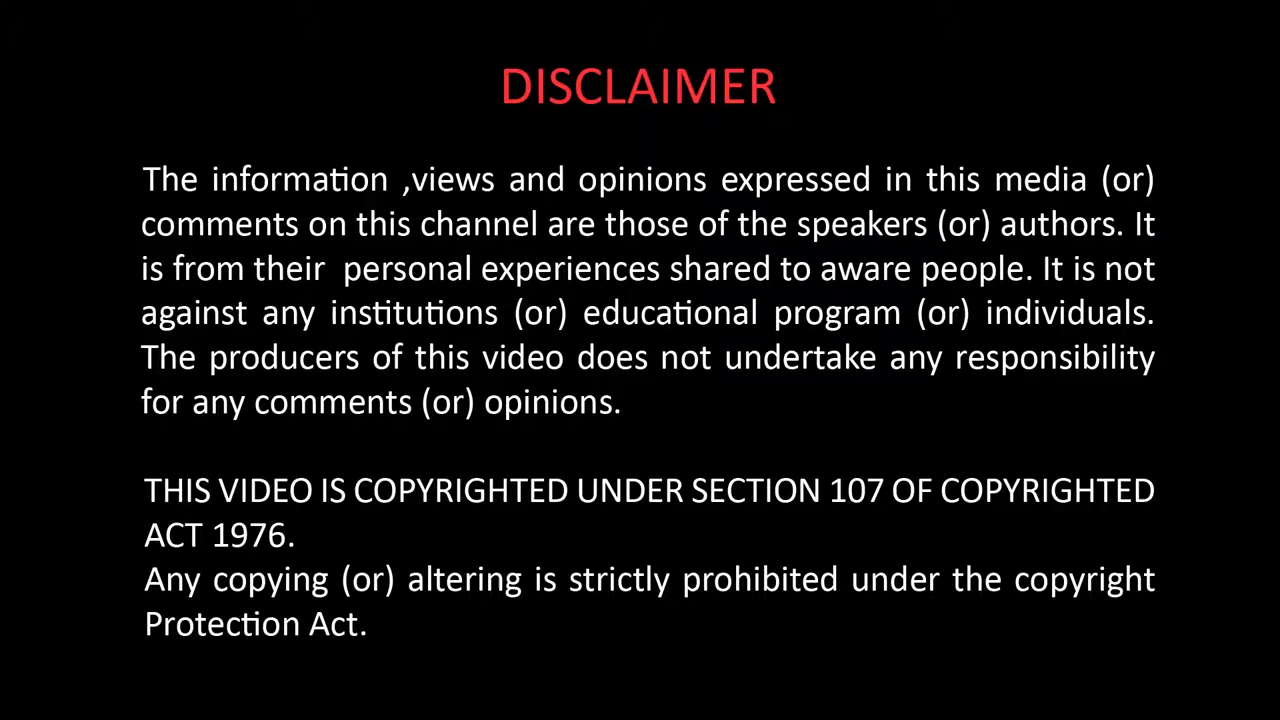 DISCLAIMER
The information ,views and opinions expressed in this media (or)
comments on this channel are those of the speakers (or) authors. It
is from their  personal experiences shared to aware people. It is not
against any institutions (or) educational program (or) individuals.
The producers of this video does not undertake any responsibility
for any comments (or) opinions.
THIS VIDEO IS COPYRIGHTED UNDER SECTION 107 OF COPYRIGHTED
ACT 1976.
Any copying (or) altering is strictly prohibited under the copyright
Protection Act.